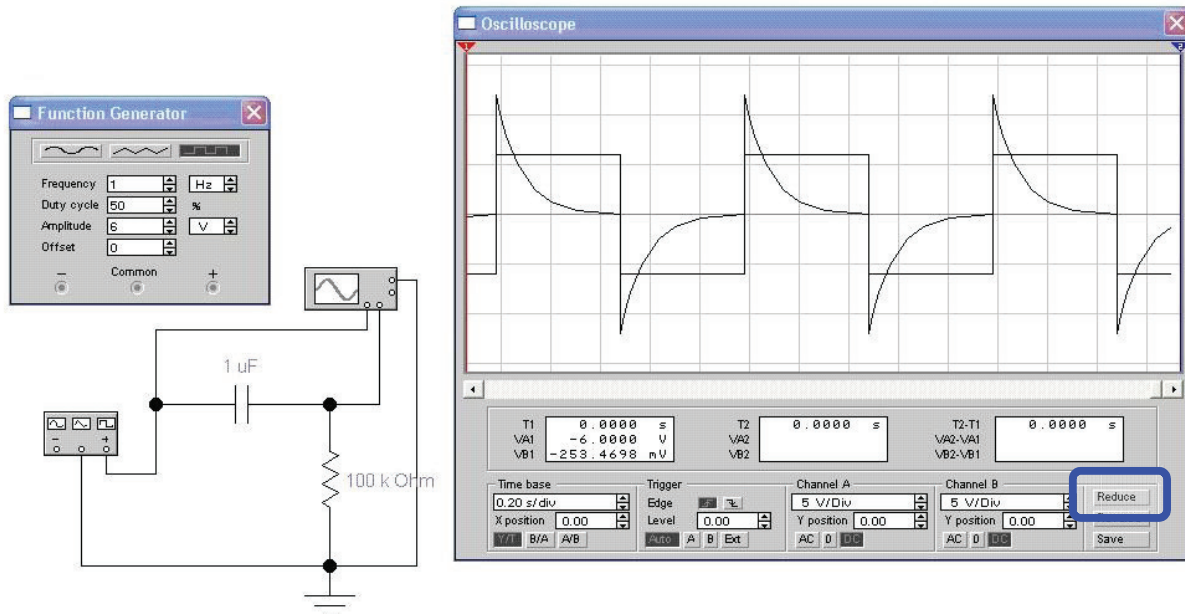 Function Generator
Frequency 1 Hz
Duty cycle 50 %
Amplitude 6 V
Offset 0
− Common +
1 uF
− +
100 k Ohm
Oscilloscope
1 2
T1 0.0000 s
VA1 -6.0000 V
VB1 -253.4698 mV
T2 0.0000 s
VA2
VB2
T2-T1 0.0000 s
VA2-VA1
VB2-VB1
Time base
0.20 s/div
X position 0.00
Y/T B/A A/B
Trigger
Edge
Level 0.00
Auto A B Ext
Channel A
5 V/Div
Y position 0.00
AC 0 DC
Channel B
5 V/Div
Y position 0.00
AC 0 DC
Reduce
Save